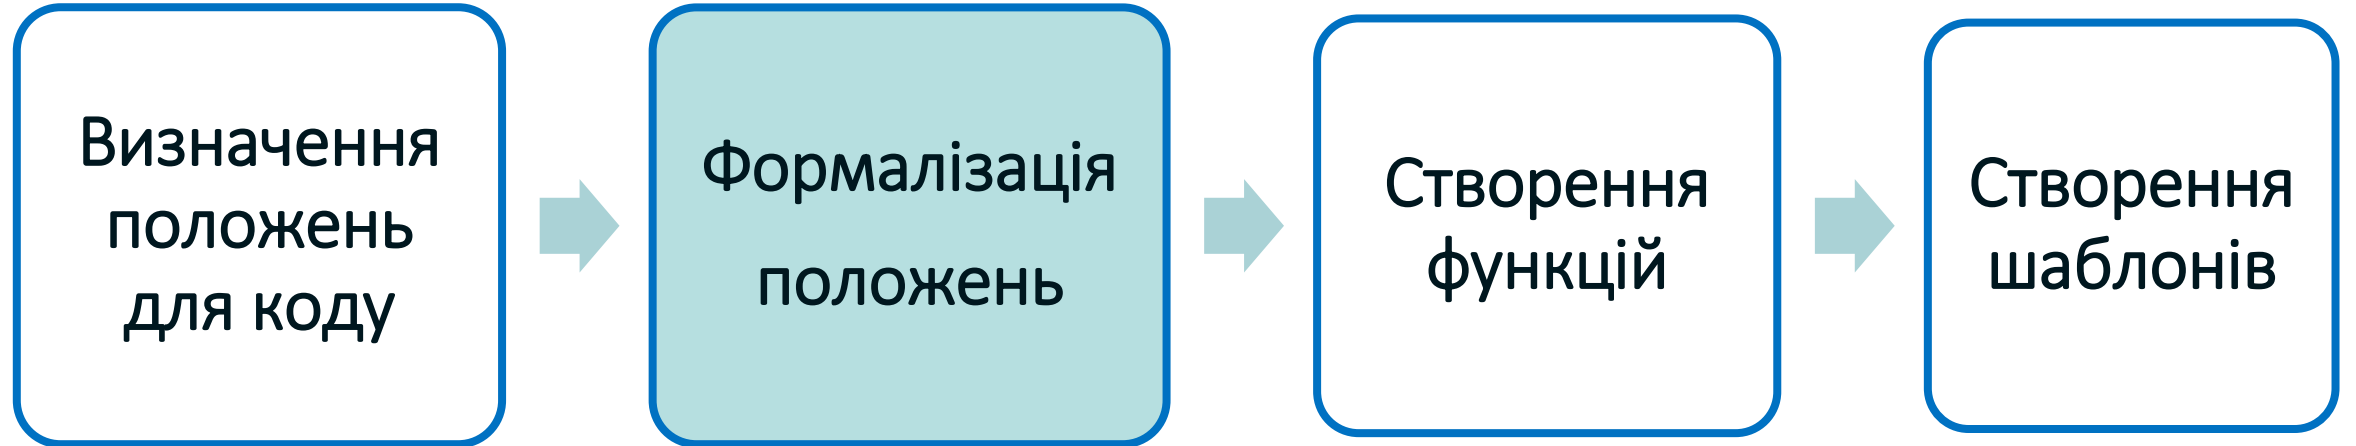 Визначення
положень
для коду
Формалізація
положень
Створення
функцій
Створення
шаблонів